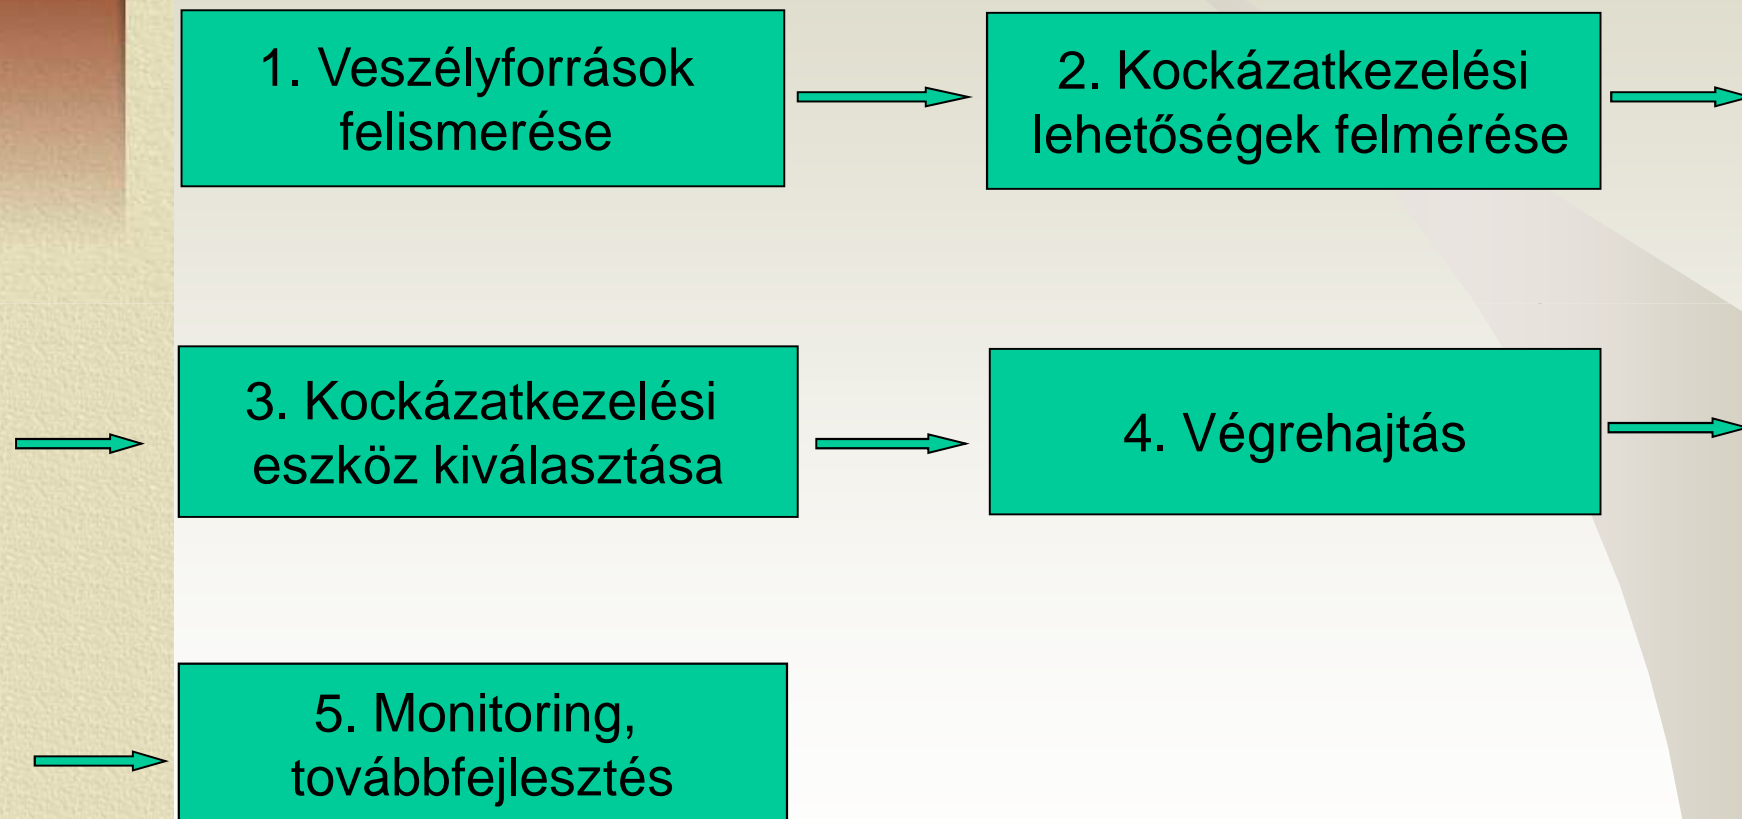 1. Veszélyforrások
felismerése
2. Kockázatkezelési
lehetőségek felmérése
3. Kockázatkezelési
eszköz kiválasztása
4. Végrehajtás
5. Monitoring,
továbbfejlesztés